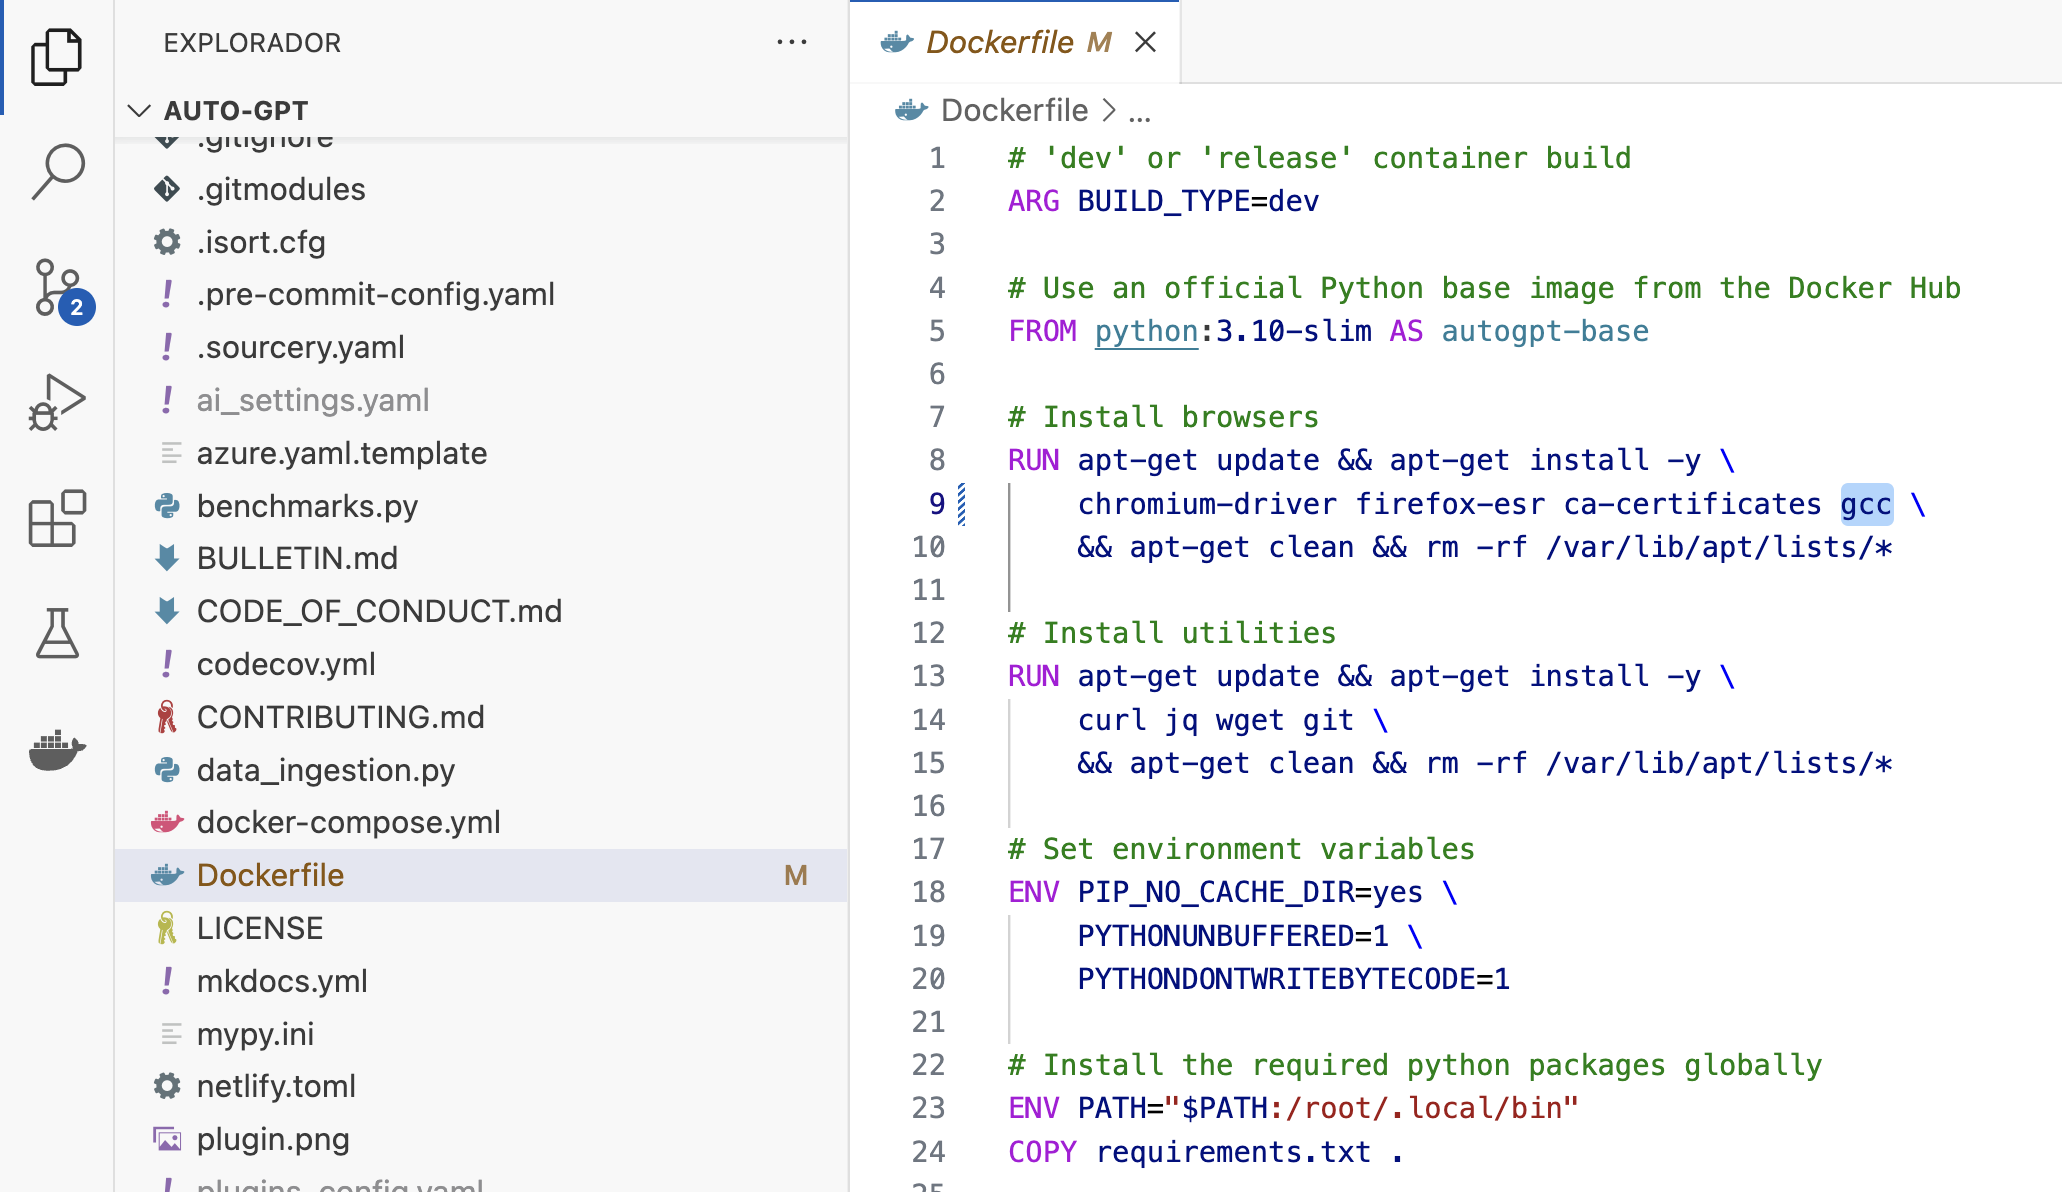 EXPLORADOR
AUTO-GPT
.gitignore
.gitmodules
.isort.cfg
.pre-commit-config.yaml
.sourcery.yaml
2
ai_settings.yaml
azure.yaml.template
benchmarks.py
BULLETIN.md
CODE_OF_CONDUCT.md
codecov.yml
CONTRIBUTING.md
data_ingestion.py
docker-compose.yml
Dockerfile M
LICENSE
mkdocs.yml
mypy.ini
netlify.toml
plugin.png
plugins_config.yaml
Dockerfile M
Dockerfile > ...
1 # 'dev' or 'release' container build
2 ARG BUILD_TYPE=dev
3
4 # Use an official Python base image from the Docker Hub
5 FROM python:3.10-slim AS autogpt-base
6
7 # Install browsers
8 RUN apt-get update && apt-get install -y \
9     chromium-driver firefox-esr ca-certificates gcc \
10     && apt-get clean && rm -rf /var/lib/apt/lists/*
11
12 # Install utilities
13 RUN apt-get update && apt-get install -y \
14     curl jq wget git \
15     && apt-get clean && rm -rf /var/lib/apt/lists/*
16
17 # Set environment variables
18 ENV PIP_NO_CACHE_DIR=yes \
19     PYTHONUNBUFFERED=1 \
20     PYTHONDONTWRITEBYTECODE=1
21
22 # Install the required python packages globally
23 ENV PATH="$PATH:/root/.local/bin"
24 COPY requirements.txt .
25